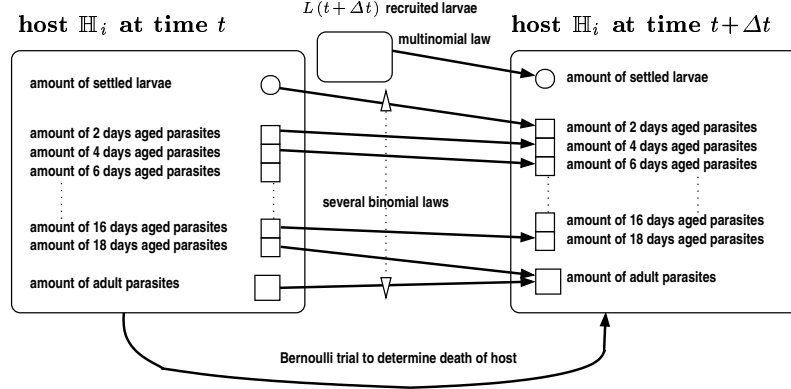 L (t + Δt) recruited larvae
host ℍi at time t
host ℍi at time t+Δt
multinomial law
amount of settled larvae
amount of settled larvae
amount of 2 days aged parasites
amount of 4 days aged parasites
amount of 6 days aged parasites
amount of 2 days aged parasites
amount of 4 days aged parasites
amount of 6 days aged parasites
several binomial laws
amount of 16 days aged parasites
amount of 18 days aged parasites
amount of 16 days aged parasites
amount of 18 days aged parasites
amount of adult parasites
amount of adult parasites
Bernoulli trial to determine death of host